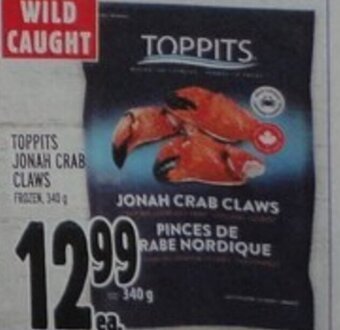 WILD
CAUGHT
TOPPITS
TOPPITS
JONAH CRAB
CLAWS
FROZEN, 340 g
JONAH CRAB CLAWS
PINCES DE
RABE NORDIQUE
340 g
12.99
ea.